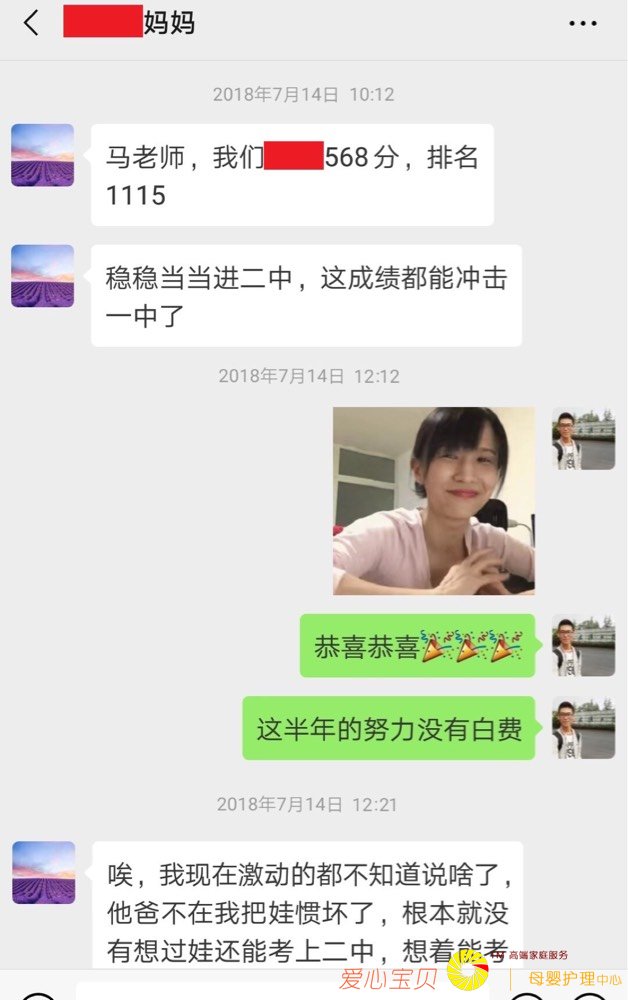 妈妈
2018年7月14日 10:12
马老师，我们568分，排名
1115
稳稳当当进二中，这成绩都能冲击
一中了
2018年7月14日 12:12
恭喜恭喜🎉🎉🎉
这半年的努力没有白费
2018年7月14日 12:21
唉，我现在激动的都不知道说啥了，
他爸不在我把娃惯坏了，根本就没
有想过娃还能考上二中，想着能考
爱心宝贝
TM 高端家庭服务
母婴护理中心